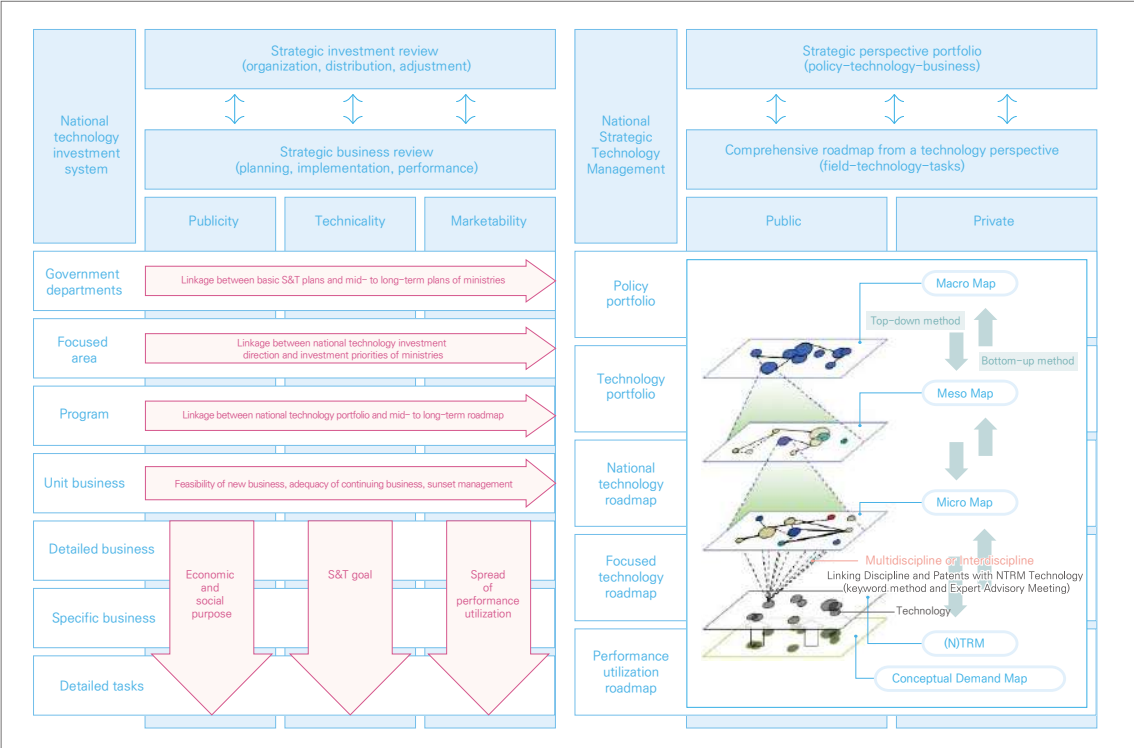 National
technology
investment
system
Strategic investment review
(organization, distribution, adjustment)
Strategic business review
(planning, implementation, performance)
Publicity
Technicality
Marketability
Government
departments
Linkage between basic S&T plans and mid- to long-term plans of ministries
Focused
area
Linkage between national technology investment
direction and investment priorities of ministries
Program
Linkage between national technology portfolio and mid- to long-term roadmap
Unit business
Feasibility of new business, adequacy of continuing business, sunset management
Detailed business
Specific business
Detailed tasks
Economic
and
social
purpose
S&T goal
Spread
of
performance
utilization
National
Strategic
Technology
Management
Strategic perspective portfolio
(policy-technology-business)
Comprehensive roadmap from a technology perspective
(field-technology-tasks)
Public
Private
Policy
portfolio
Technology
portfolio
National
technology
roadmap
Focused
technology
roadmap
Performance
utilization
roadmap
Macro Map
Top-down method
Bottom-up method
Meso Map
Micro Map
Multidiscipline or Interdiscipline
Linking Discipline and Patents with NTRM Technology
(keyword method and Expert Advisory Meeting)
Technology
(N)TRM
Conceptual Demand Map